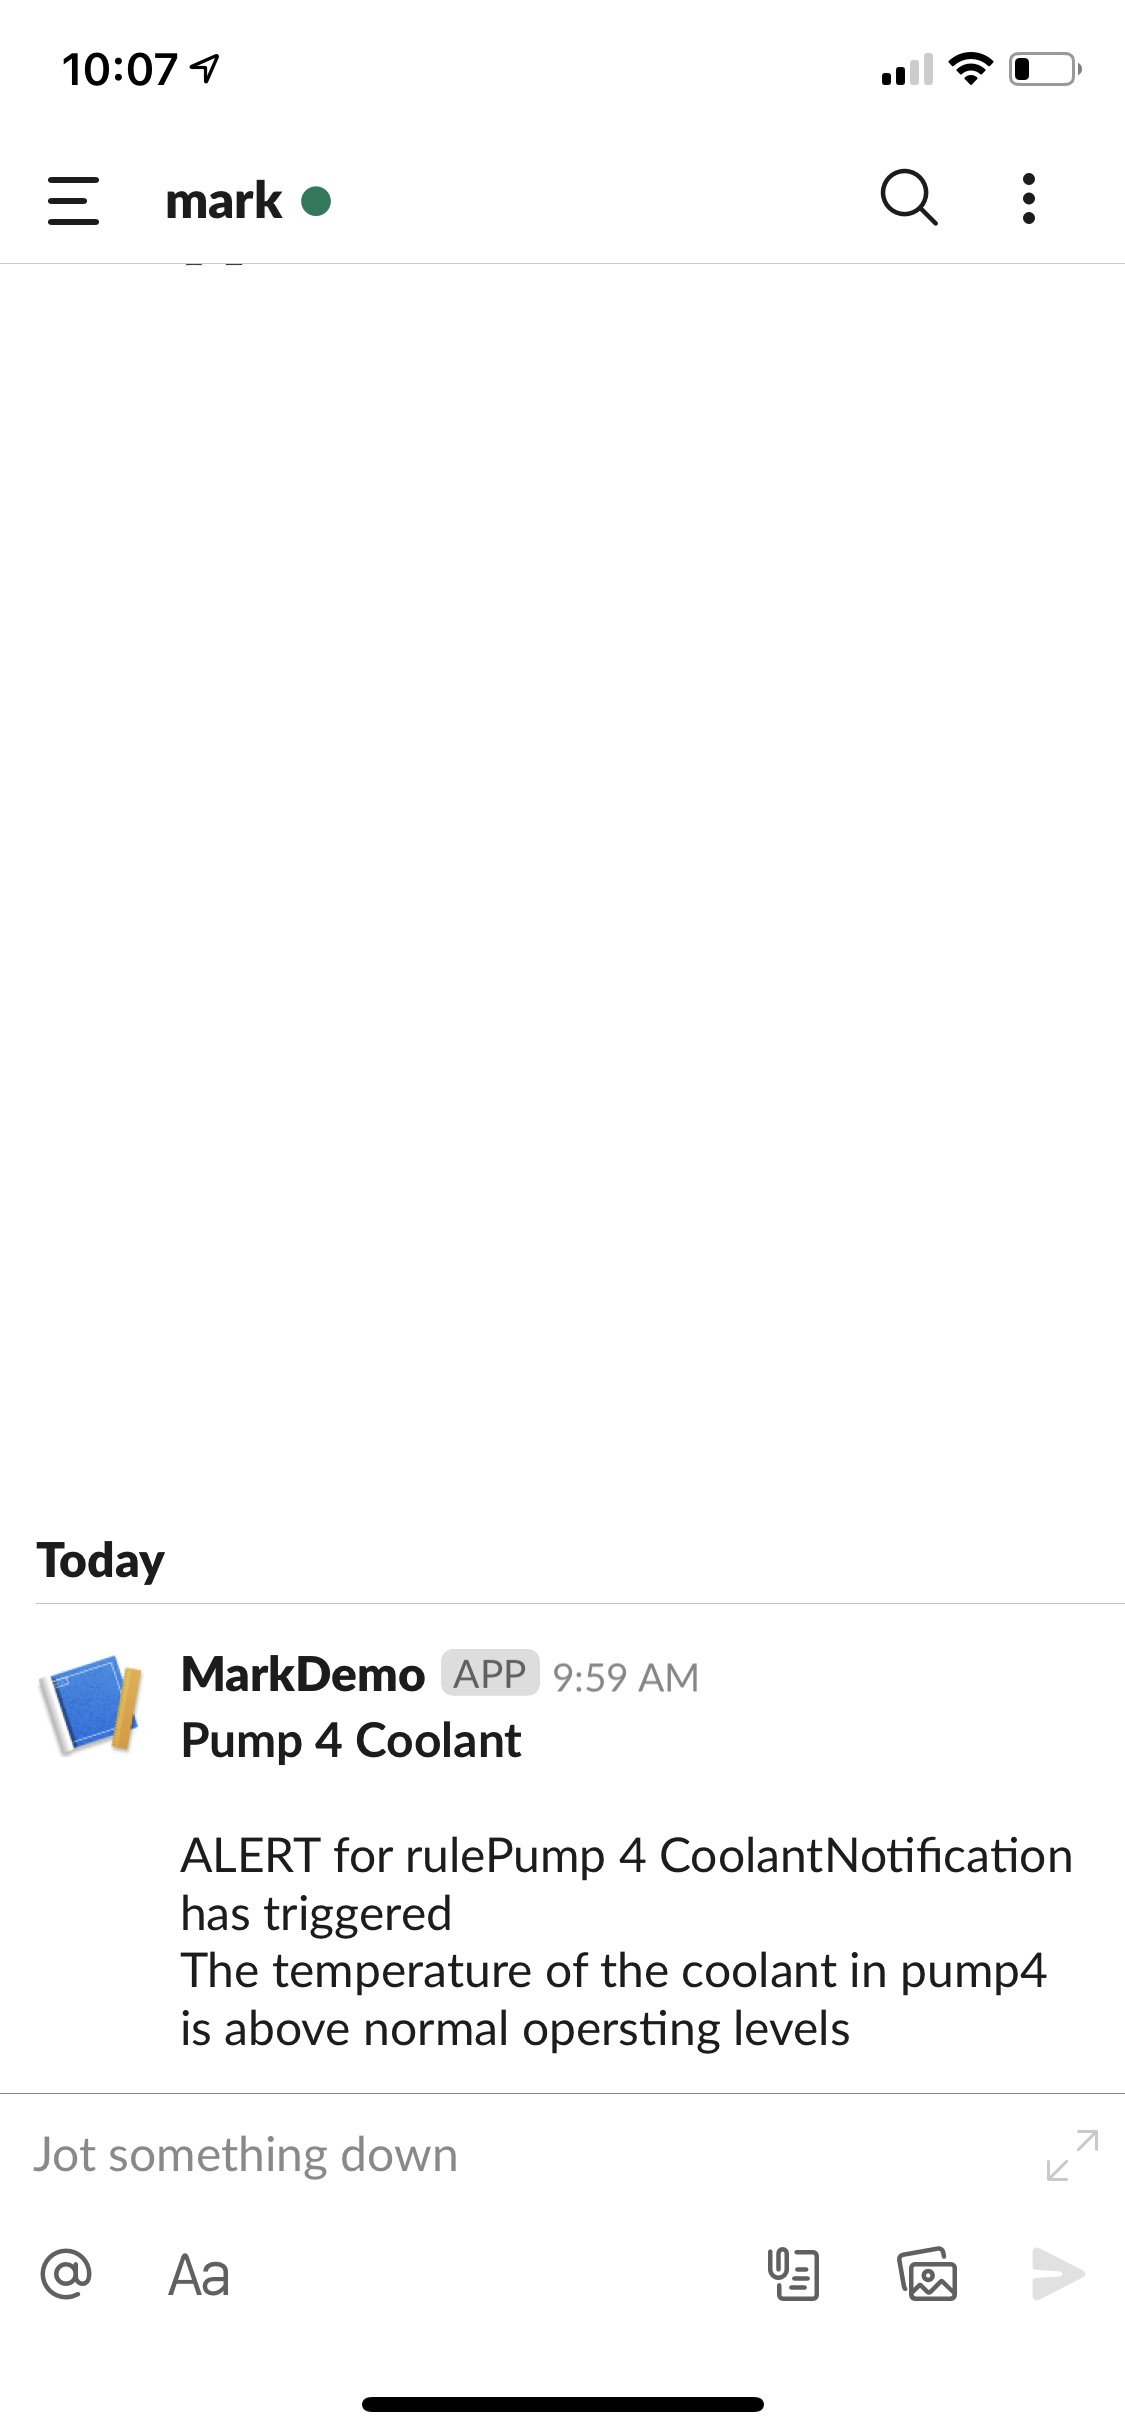 10:07
mark
Today
MarkDemo APP 9:59 AM
Pump 4 Coolant
ALERT for rulePump 4 CoolantNotification
has triggered
The temperature of the coolant in pump4
is above normal opersting levels
Jot something down
@ Aa